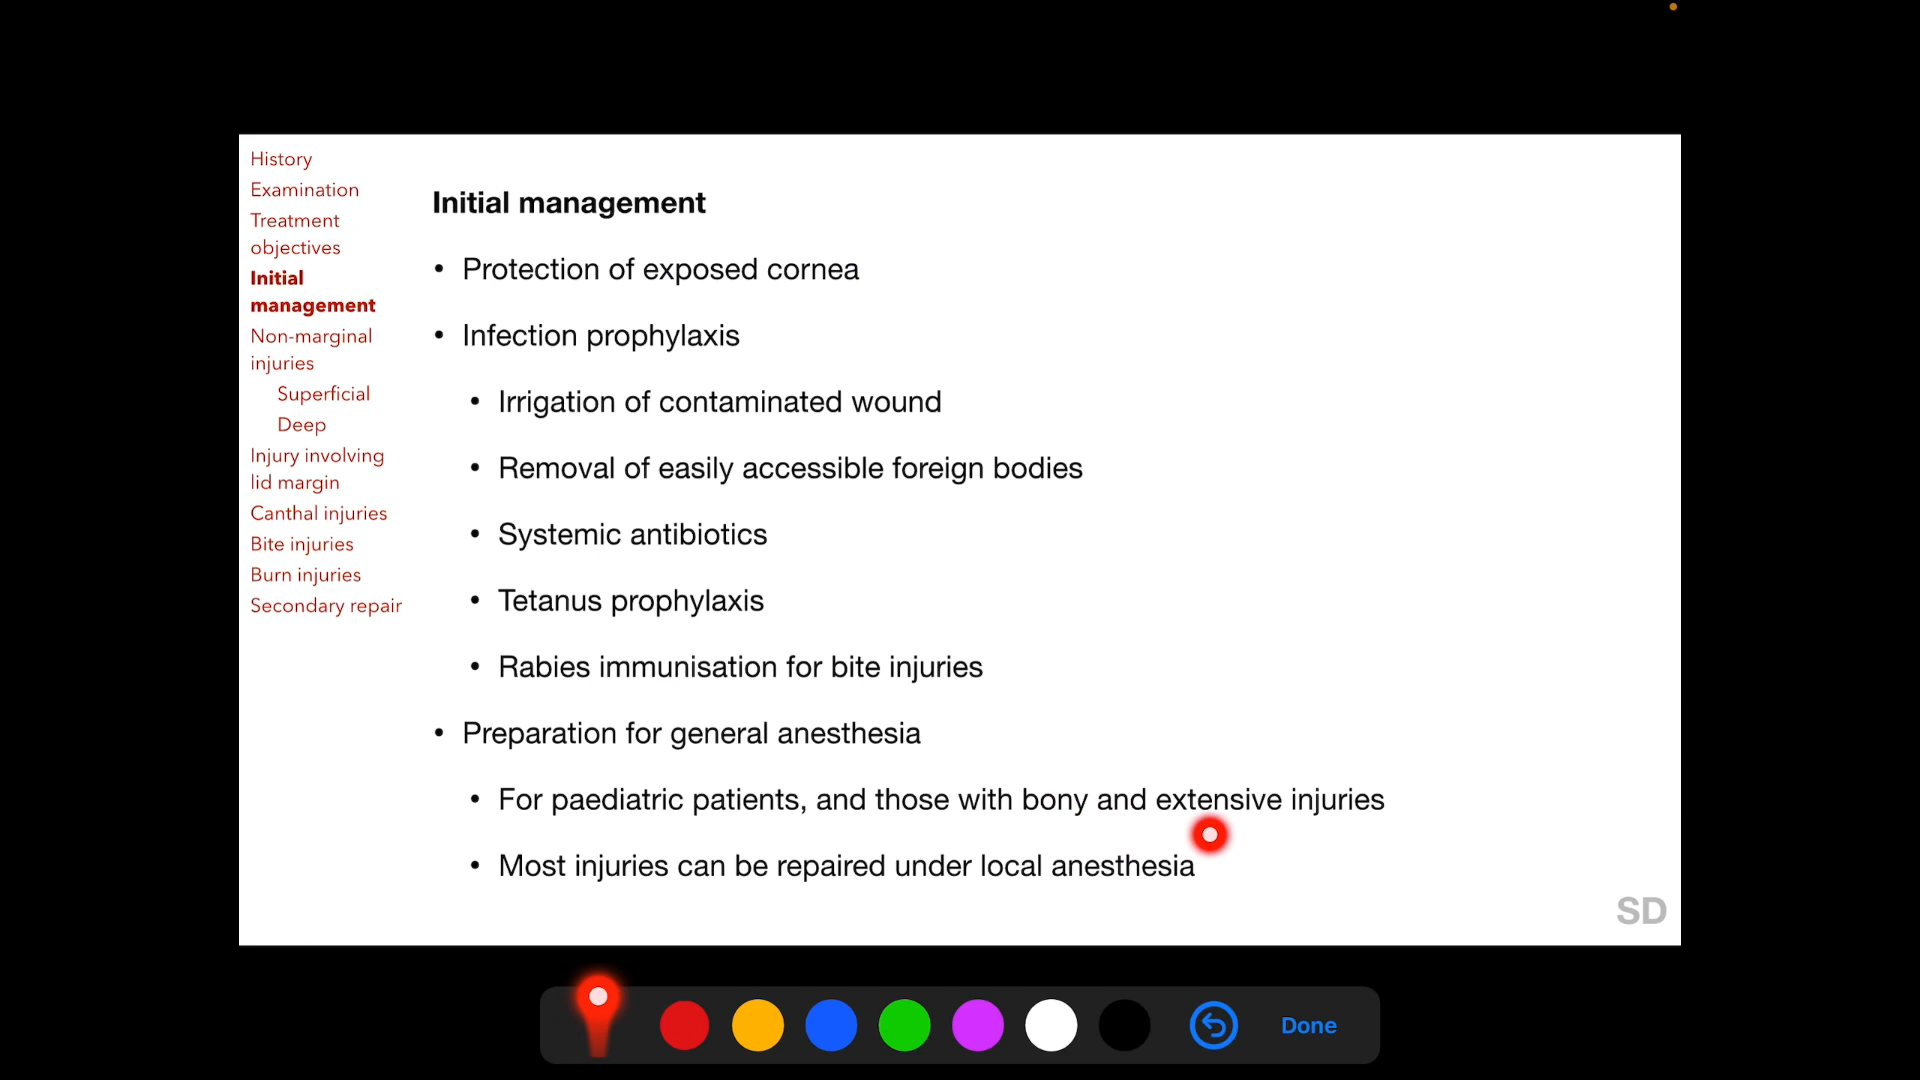 History
Examination
Treatment
objectives
Initial
management
Non-marginal
injuries
Superficial
Deep
Injury involving
lid margin
Canthal injuries
Bite injuries
Burn injuries
Secondary repair
Initial management
• Protection of exposed cornea
• Infection prophylaxis
• Irrigation of contaminated wound
• Removal of easily accessible foreign bodies
• Systemic antibiotics
• Tetanus prophylaxis
• Rabies immunisation for bite injuries
• Preparation for general anesthesia
• For paediatric patients, and those with bony and extensive injuries
• Most injuries can be repaired under local anesthesia
SD
Done